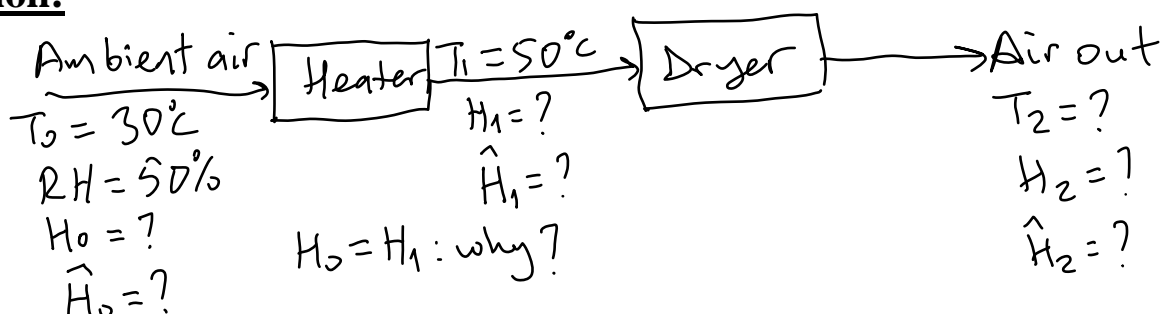 ion:
Ambient air Heater T₁ = 50°C Dryer Air out
T₀ = 30°C H₁ = ? T₂ = ?
RH = 50% Ĥ₁ = ? H₂ = ?
H₀ = ? H₀ = H₁ : why? Ĥ₂ = ?
Ĥ₀ = ?